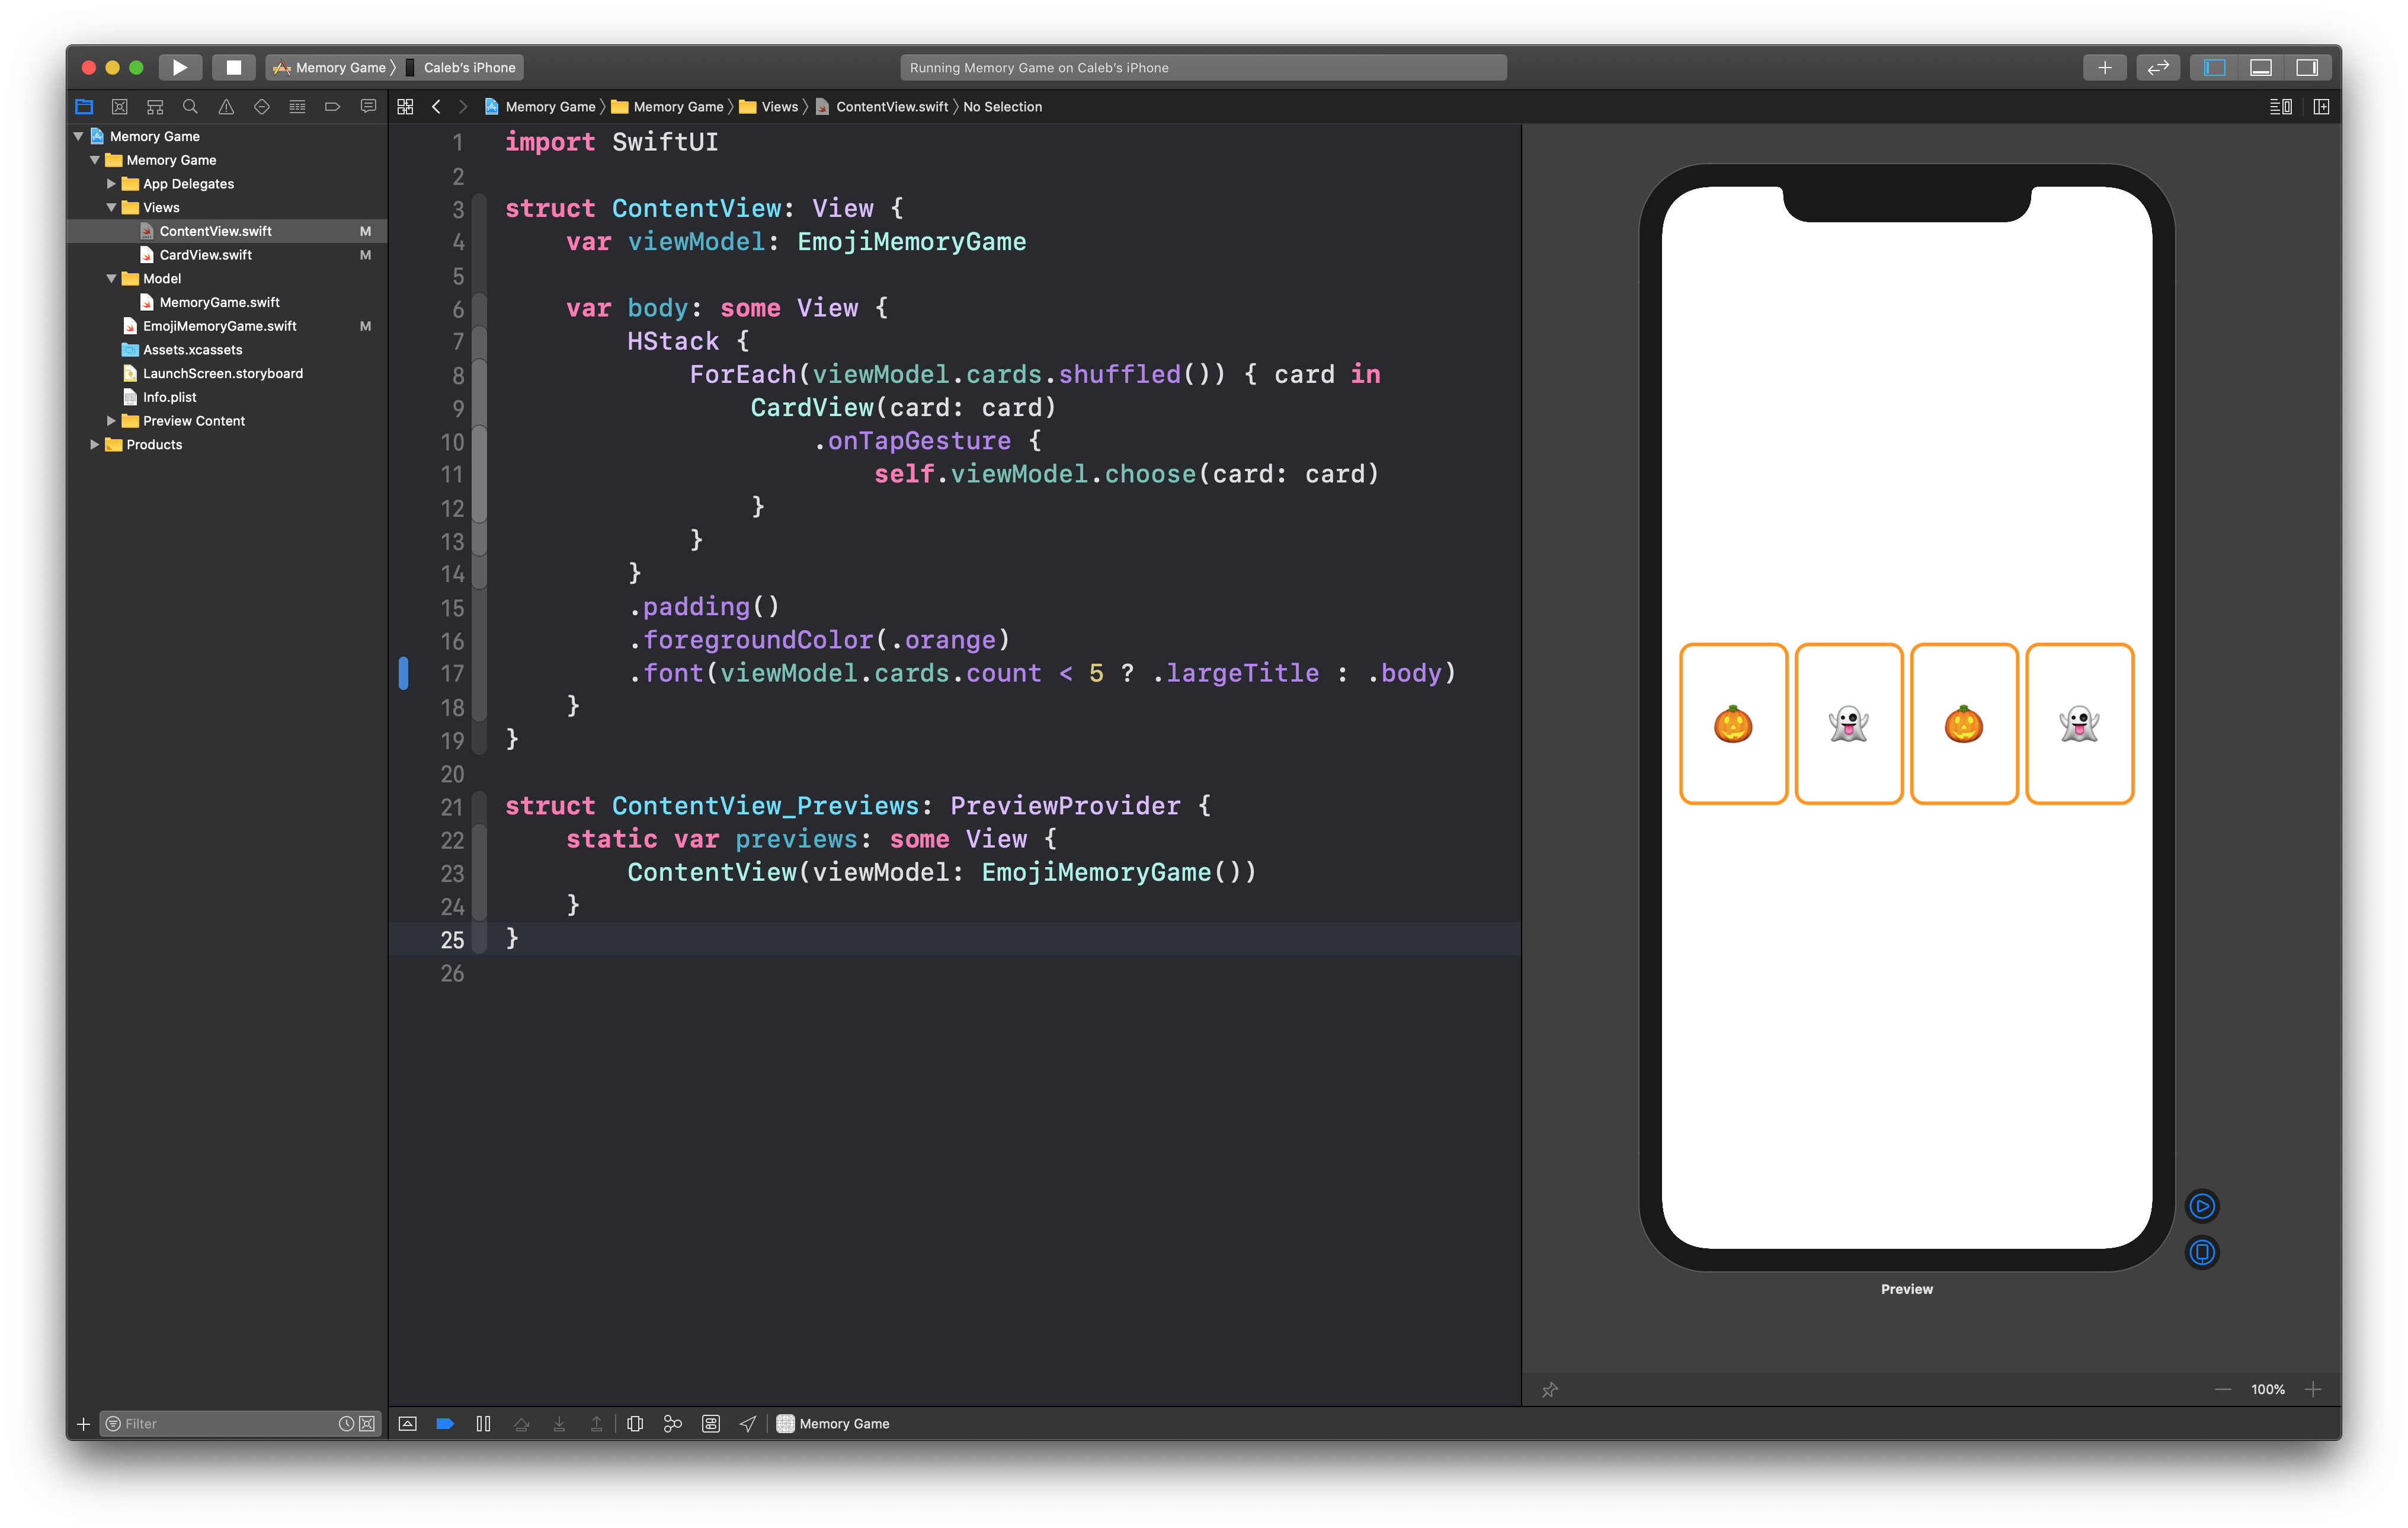 Memory Game 〉 Caleb’s iPhone
Running Memory Game on Caleb’s iPhone
Memory Game 〉 Memory Game 〉 Views 〉 ContentView.swift 〉 No Selection
Memory Game
Memory Game
App Delegates
Views
ContentView.swift M
CardView.swift M
Model
MemoryGame.swift
EmojiMemoryGame.swift M
Assets.xcassets
LaunchScreen.storyboard
Info.plist
Preview Content
Products
Filter
1 import SwiftUI
2
3 struct ContentView: View {
4     var viewModel: EmojiMemoryGame
5
6     var body: some View {
7         HStack {
8             ForEach(viewModel.cards.shuffled()) { card in
9                 CardView(card: card)
10                     .onTapGesture {
11                         self.viewModel.choose(card: card)
12                 }
13             }
14         }
15         .padding()
16         .foregroundColor(.orange)
17         .font(viewModel.cards.count < 5 ? .largeTitle : .body)
18     }
19 }
20
21 struct ContentView_Previews: PreviewProvider {
22     static var previews: some View {
23         ContentView(viewModel: EmojiMemoryGame())
24     }
25 }
26
Memory Game
Preview
100%